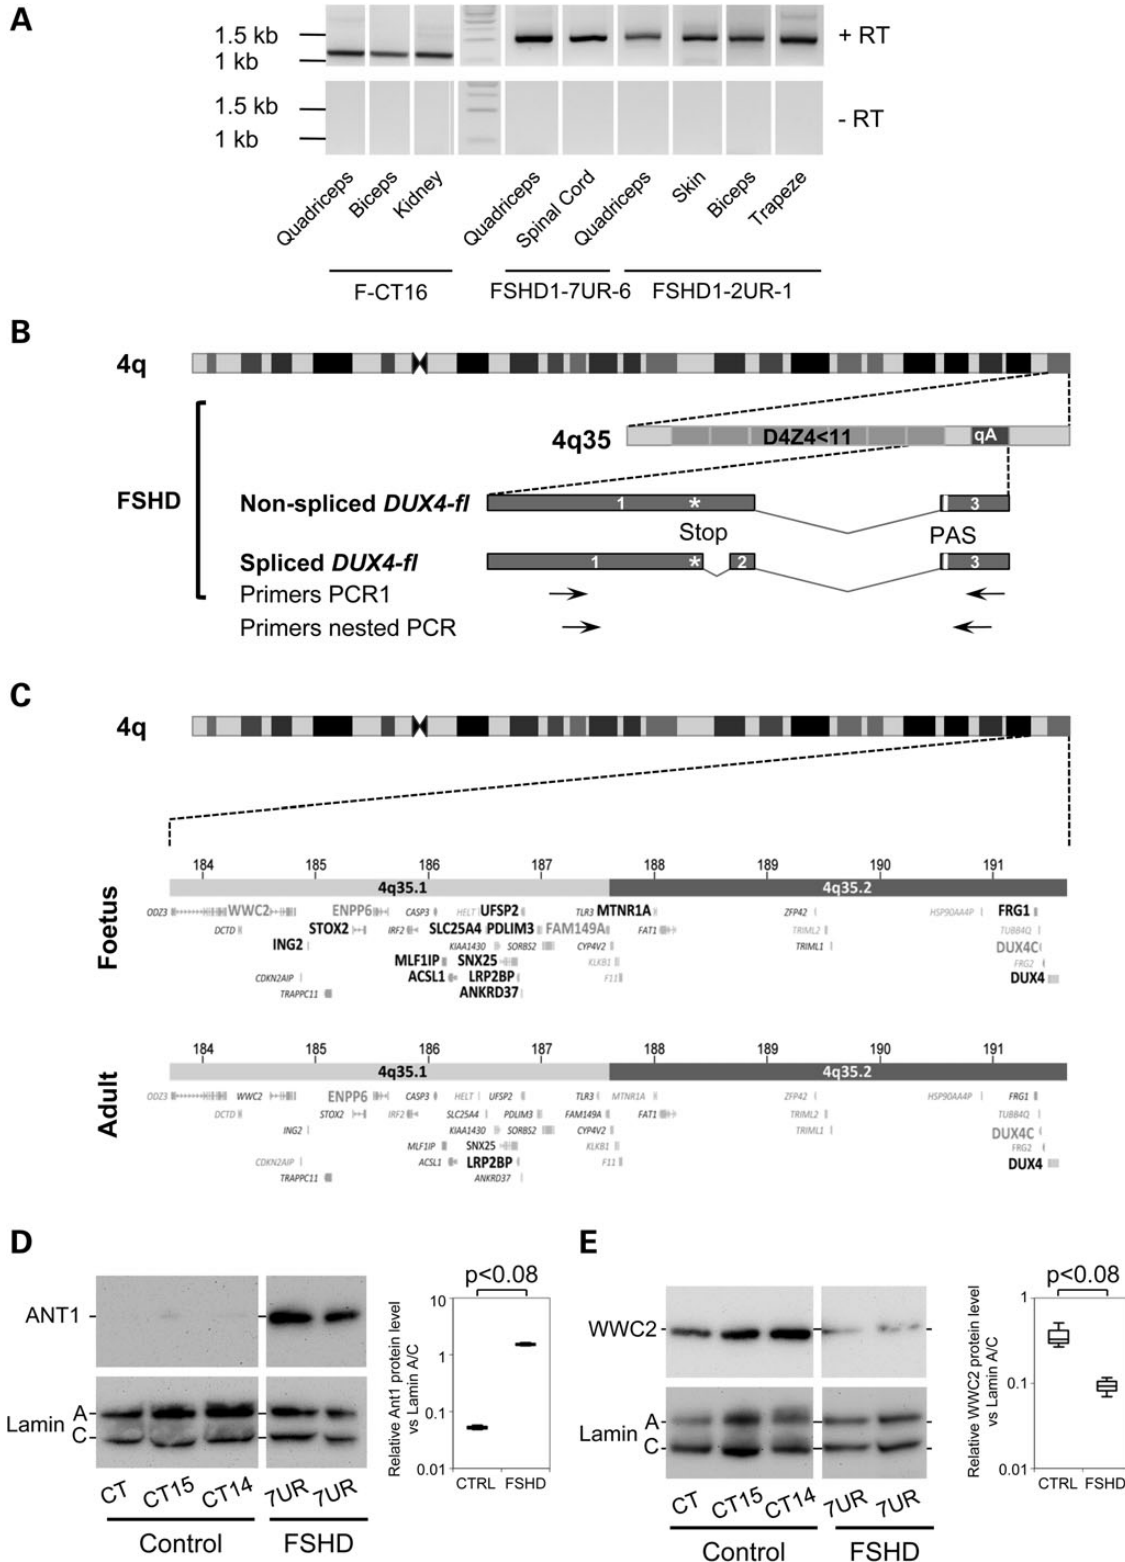 A
1.5 kb
1 kb
+ RT
1.5 kb
1 kb
- RT
Quadriceps Biceps Kidney Quadriceps Spinal Cord Quadriceps Skin Biceps Trapeze
F-CT16 FSHD1-7UR-6 FSHD1-2UR-1
B
4q
4q35 D4Z4<11 qA
FSHD
Non-spliced DUX4-fl 1 * 3
Stop PAS
Spliced DUX4-fl 1 * 2 3
Primers PCR1
Primers nested PCR
C
4q
Foetus
184 185 186 187 188 189 190 191
4q35.1 4q35.2
ODZ3 WWC2 ENPP6 CASP3 HELT UFSP2 TLR3 MTNR1A ZFP42 HSP90AA4P FRG1
DCTD STOX2 IRF2 SLC25A4 PDLIM3 FAM149A FAT1 TRIML2 TUBB4Q
ING2 KIAA1430 SORBS2 CYP4V2 TRIML1 DUX4C
MLF1IP SNX25 KLKB1 FRG2
CDKN2AIP ACSL1 LRP2BP F11 DUX4
TRAPPC11 ANKRD37
Adult
184 185 186 187 188 189 190 191
4q35.1 4q35.2
ODZ3 WWC2 ENPP6 CASP3 HELT UFSP2 TLR3 MTNR1A ZFP42 HSP90AA4P FRG1
DCTD STOX2 IRF2 SLC25A4 PDLIM3 FAM149A FAT1 TRIML2 TUBB4Q
ING2 KIAA1430 SORBS2 CYP4V2 TRIML1 DUX4C
MLF1IP SNX25 KLKB1 FRG2
CDKN2AIP ACSL1 LRP2BP F11 DUX4
TRAPPC11 ANKRD37
D
ANT1
Lamin A
C
CT CT15 CT14 7UR 7UR
Control FSHD
p<0.08
Relative Ant1 protein level
vs Lamin A/C
10
1
0.1
0.01
CTRL FSHD
E
WWC2
Lamin A
C
CT CT15 CT14 7UR 7UR
Control FSHD
p<0.08
Relative WWC2 protein level
vs Lamin A/C
1
0.1
0.01
CTRL FSHD